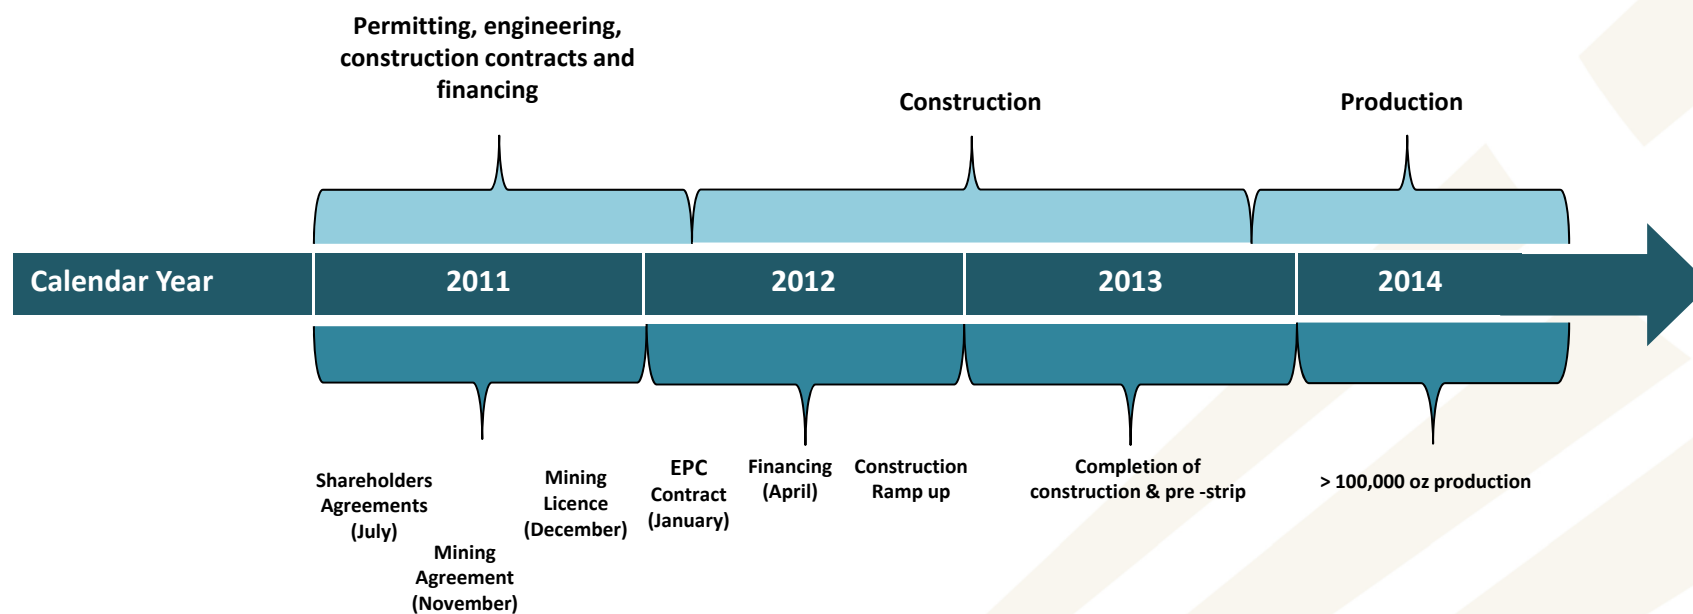 Permitting, engineering,
construction contracts and
financing
Construction
Production
Calendar Year
2011
2012
2013
2014
Shareholders
Agreements
(July)
Mining
Agreement
(November)
Mining
Licence
(December)
EPC
Contract
(January)
Financing
(April)
Construction
Ramp up
Completion of
construction & pre -strip
> 100,000 oz production